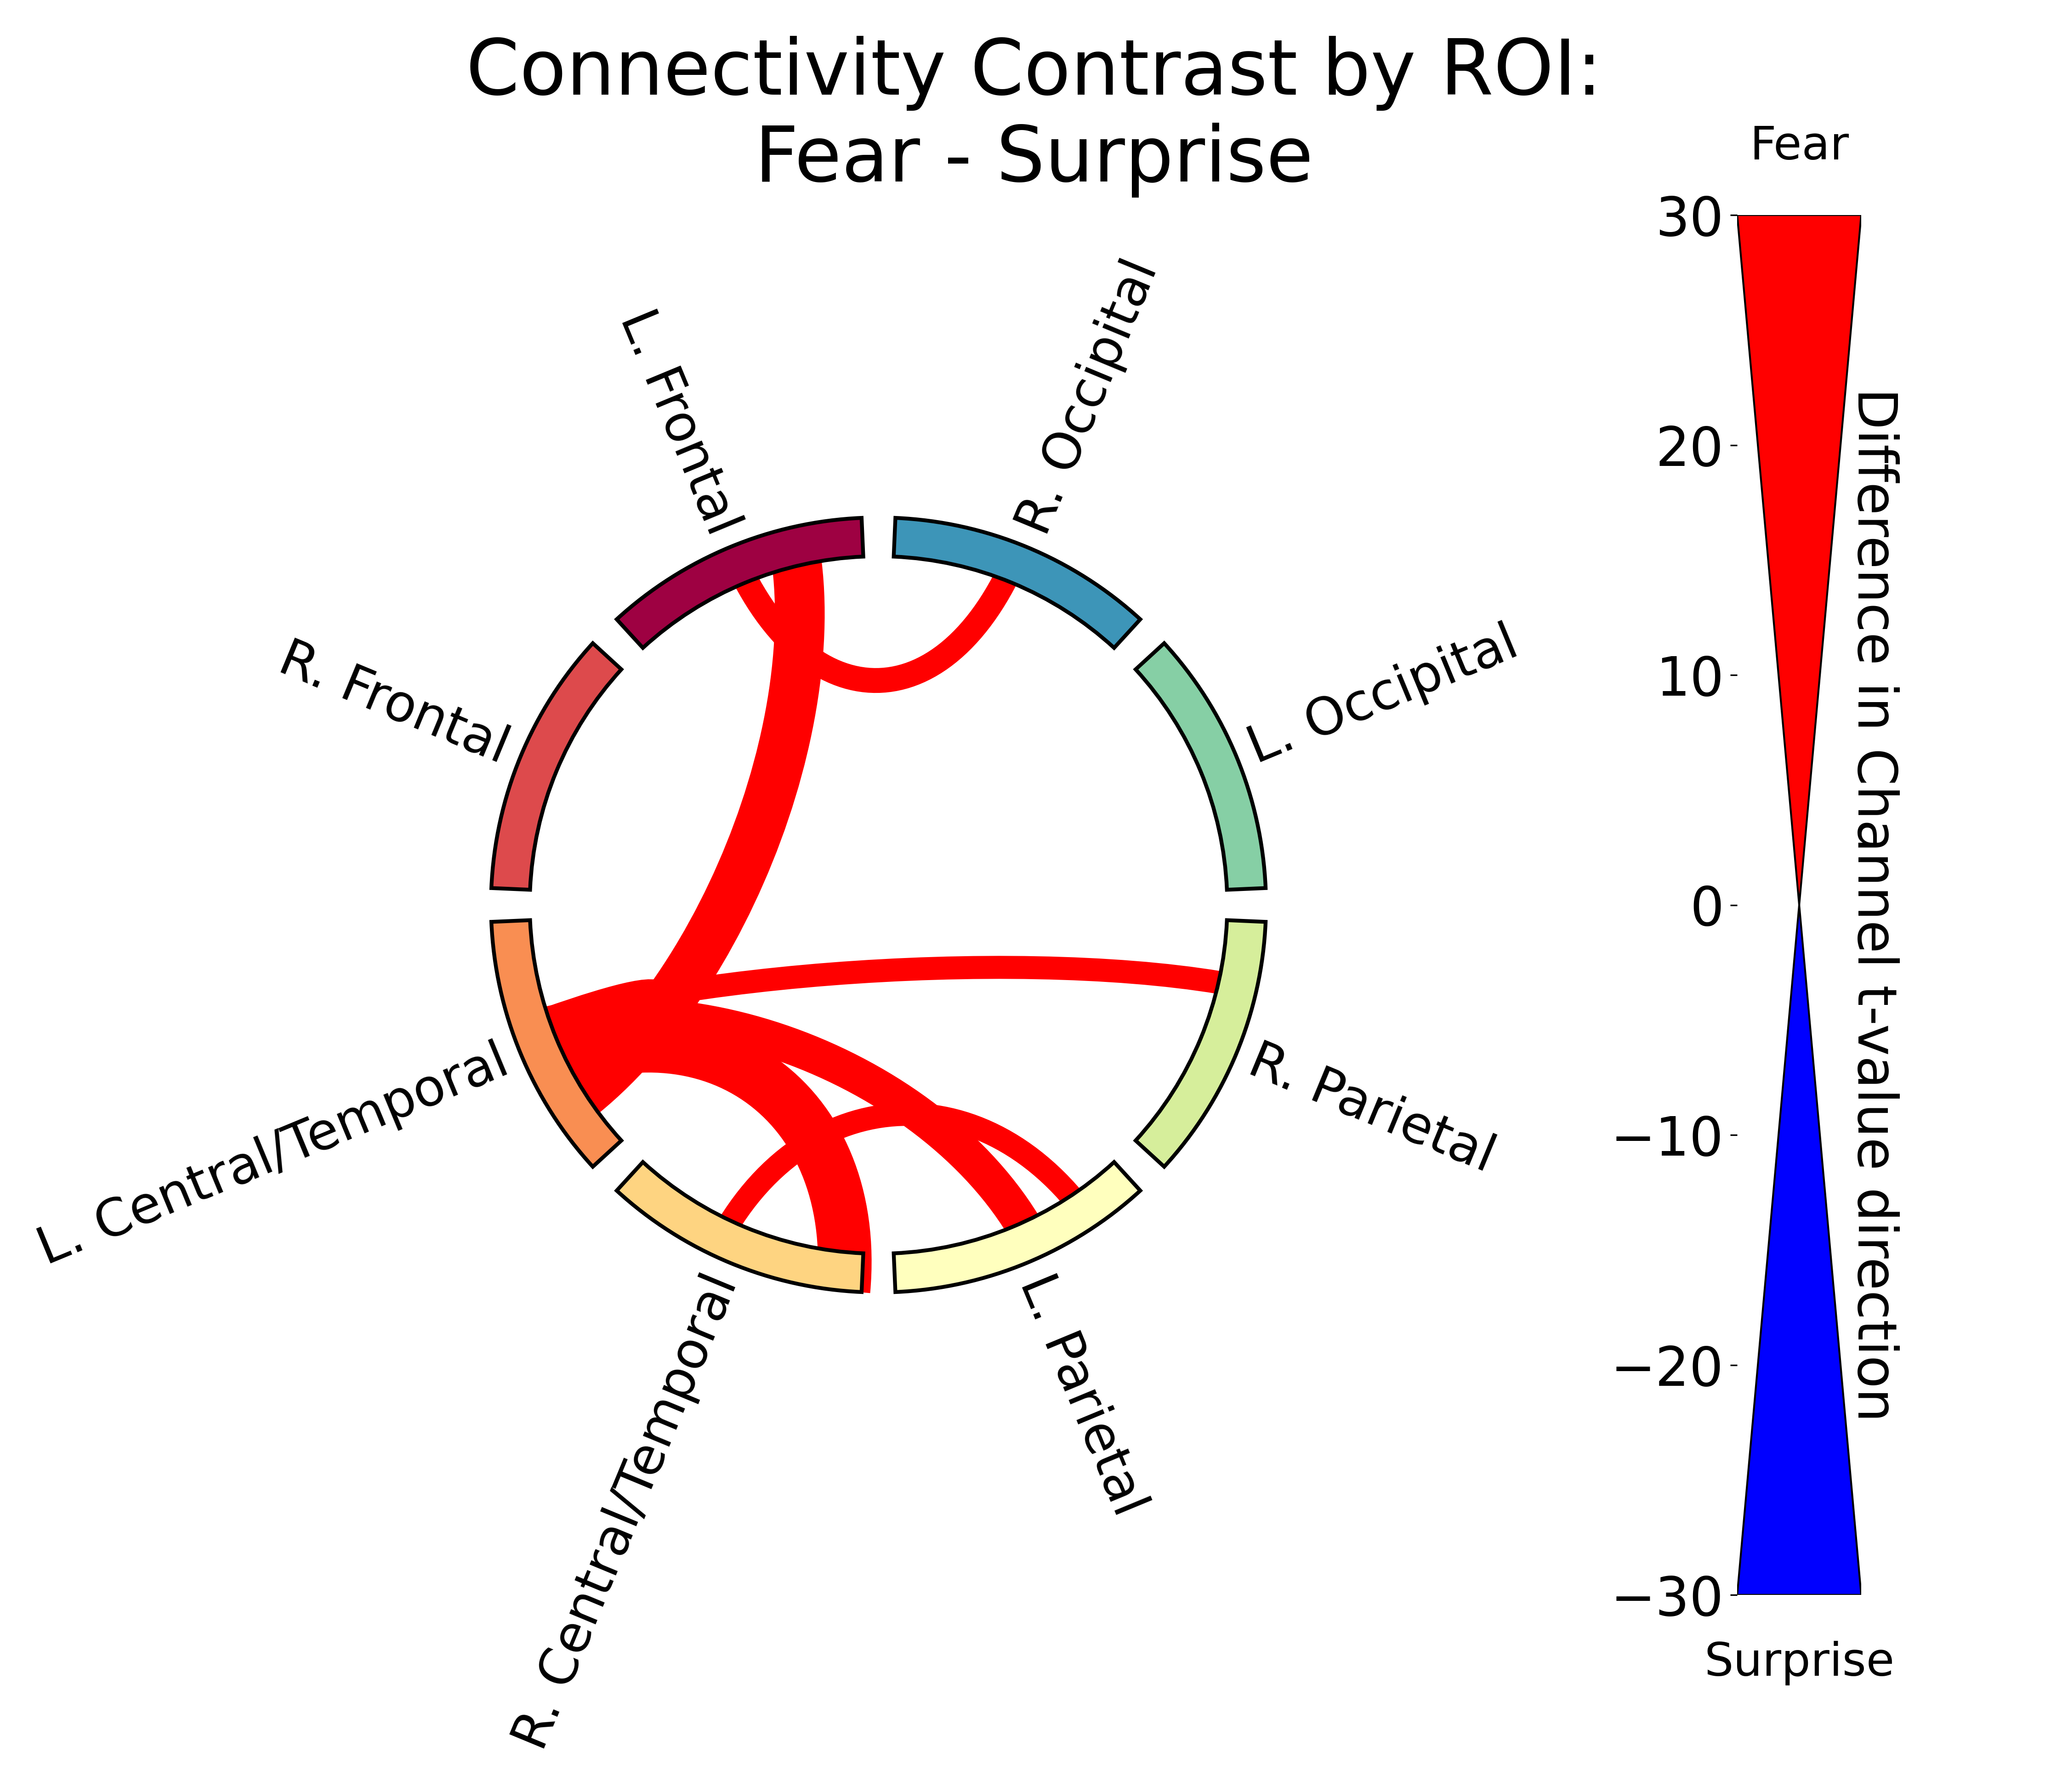 Connectivity Contrast by ROI:
Fear - Surprise
Fear
30
20
10
0
−10
−20
−30
Surprise
Difference in Channel t-value direction
L. Frontal
R. Occipital
R. Frontal
L. Occipital
L. Central/Temporal
R. Parietal
R. Central/Temporal
L. Parietal